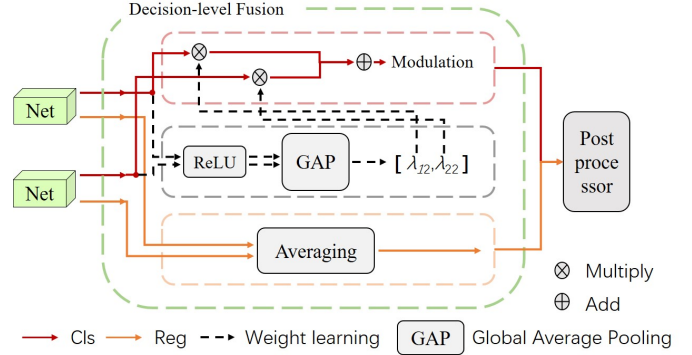 Decision-level Fusion
Modulation
Net
ReLU
GAP
[ λ12,λ22 ]
Post
proce
ssor
Net
Averaging
Multiply
Add
Cls
Reg
Weight learning
GAP
Global Average Pooling